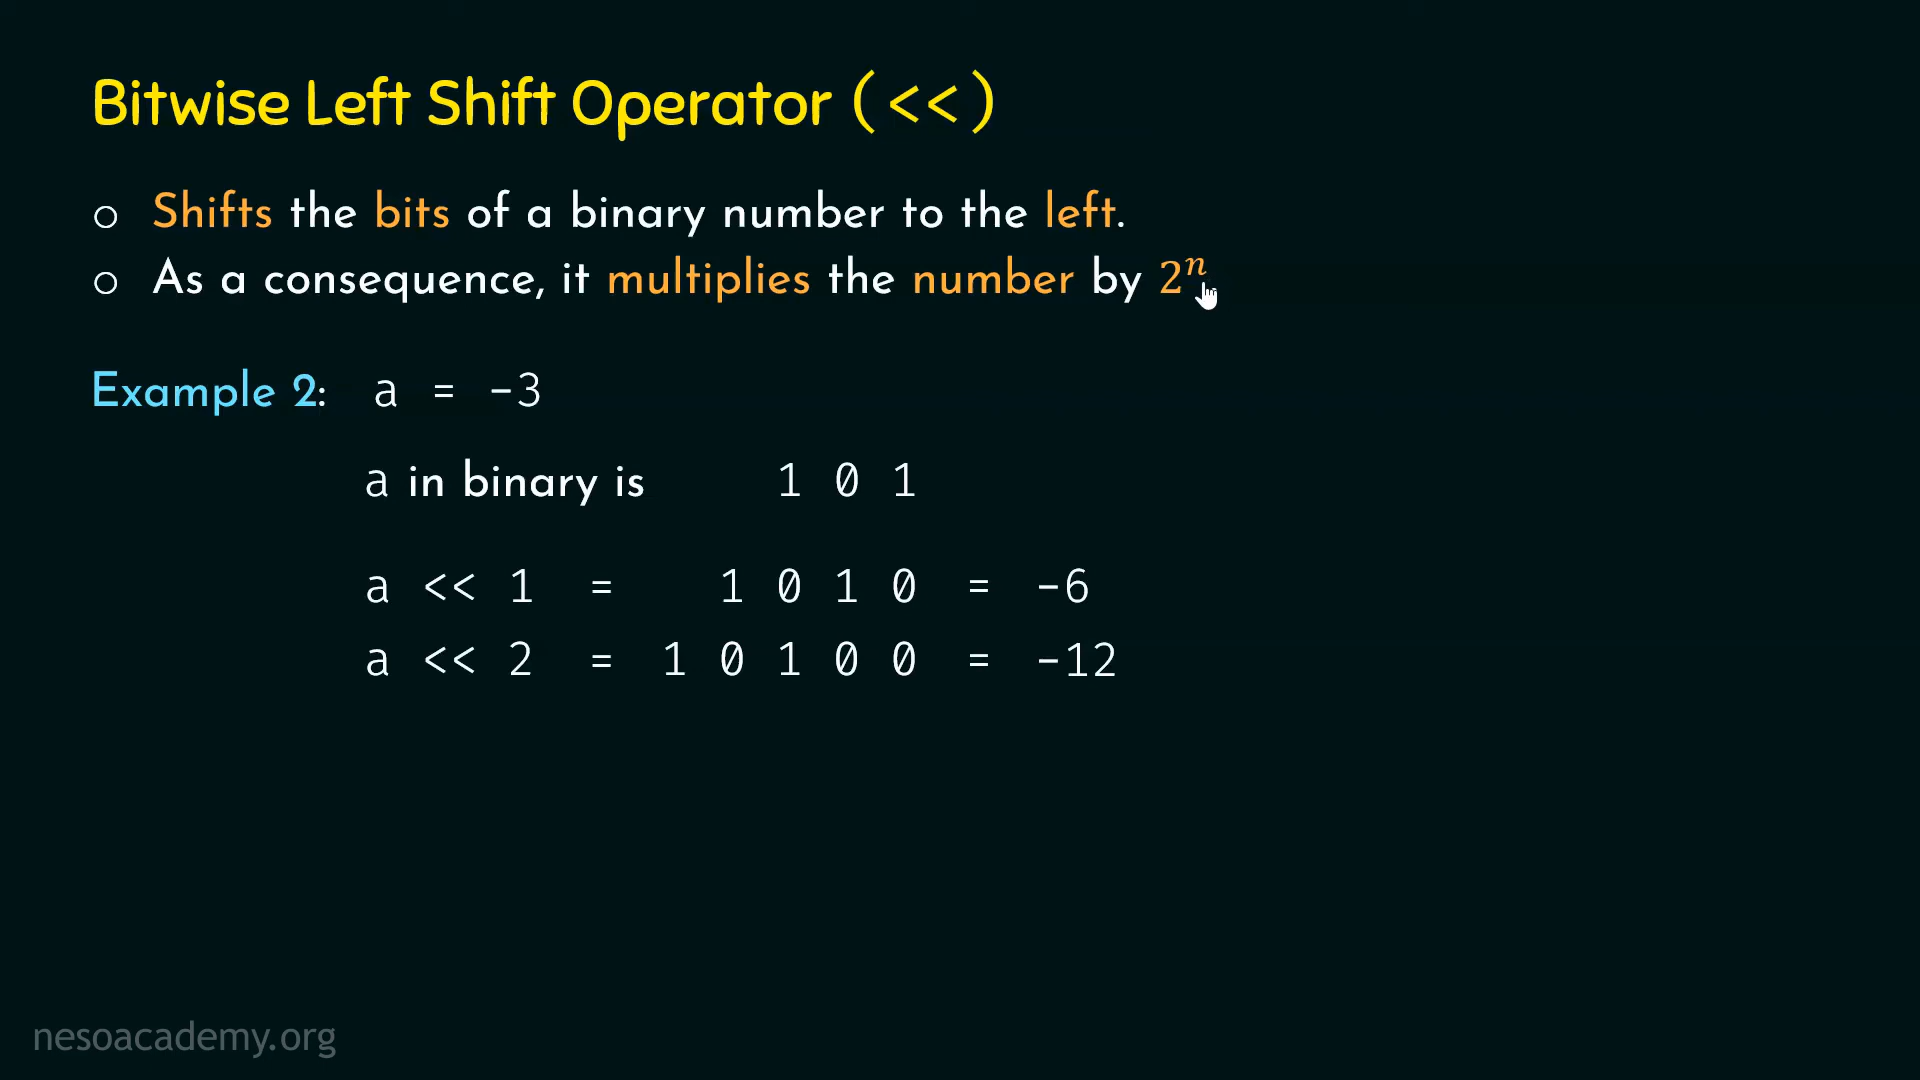 Bitwise Left Shift Operator (<<)
○ Shifts the bits of a binary number to the left.
○ As a consequence, it multiplies the number by 2ⁿ
Example 2: a = -3
a in binary is 1 0 1
a << 1 = 1 0 1 0 = -6
a << 2 = 1 0 1 0 0 = -12
nesoacademy.org